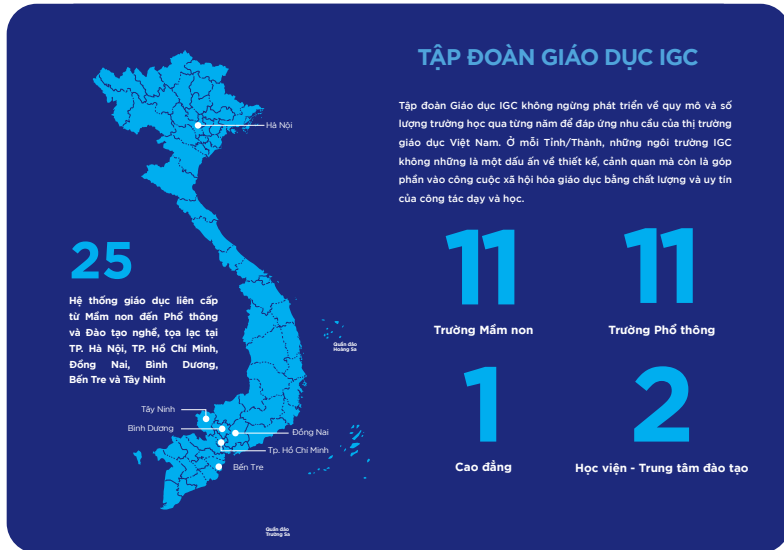 TẬP ĐOÀN GIÁO DỤC IGC
Tập đoàn Giáo dục IGC không ngừng phát triển về quy mô và số
lượng trường học qua từng năm để đáp ứng nhu cầu của thị trường
giáo dục Việt Nam. Ở mỗi Tỉnh/Thành, những ngôi trường IGC
không những là một dấu ấn về thiết kế, cảnh quan mà còn là góp
phần vào công cuộc xã hội hóa giáo dục bằng chất lượng và uy tín
của công tác dạy và học.
Hà Nội
25
Hệ thống giáo dục liên cấp
từ Mầm non đến Phổ thông
và Đào tạo nghề, tọa lạc tại
TP. Hà Nội, TP. Hồ Chí Minh,
Đồng Nai, Bình Dương,
Bến Tre và Tây Ninh
11
Trường Mầm non
11
Trường Phổ thông
1
Cao đẳng
2
Học viện - Trung tâm đào tạo
Quần đảo
Hoàng Sa
Tây Ninh
Bình Dương
Đồng Nai
Tp. Hồ Chí Minh
Bến Tre
Quần đảo
Trường Sa